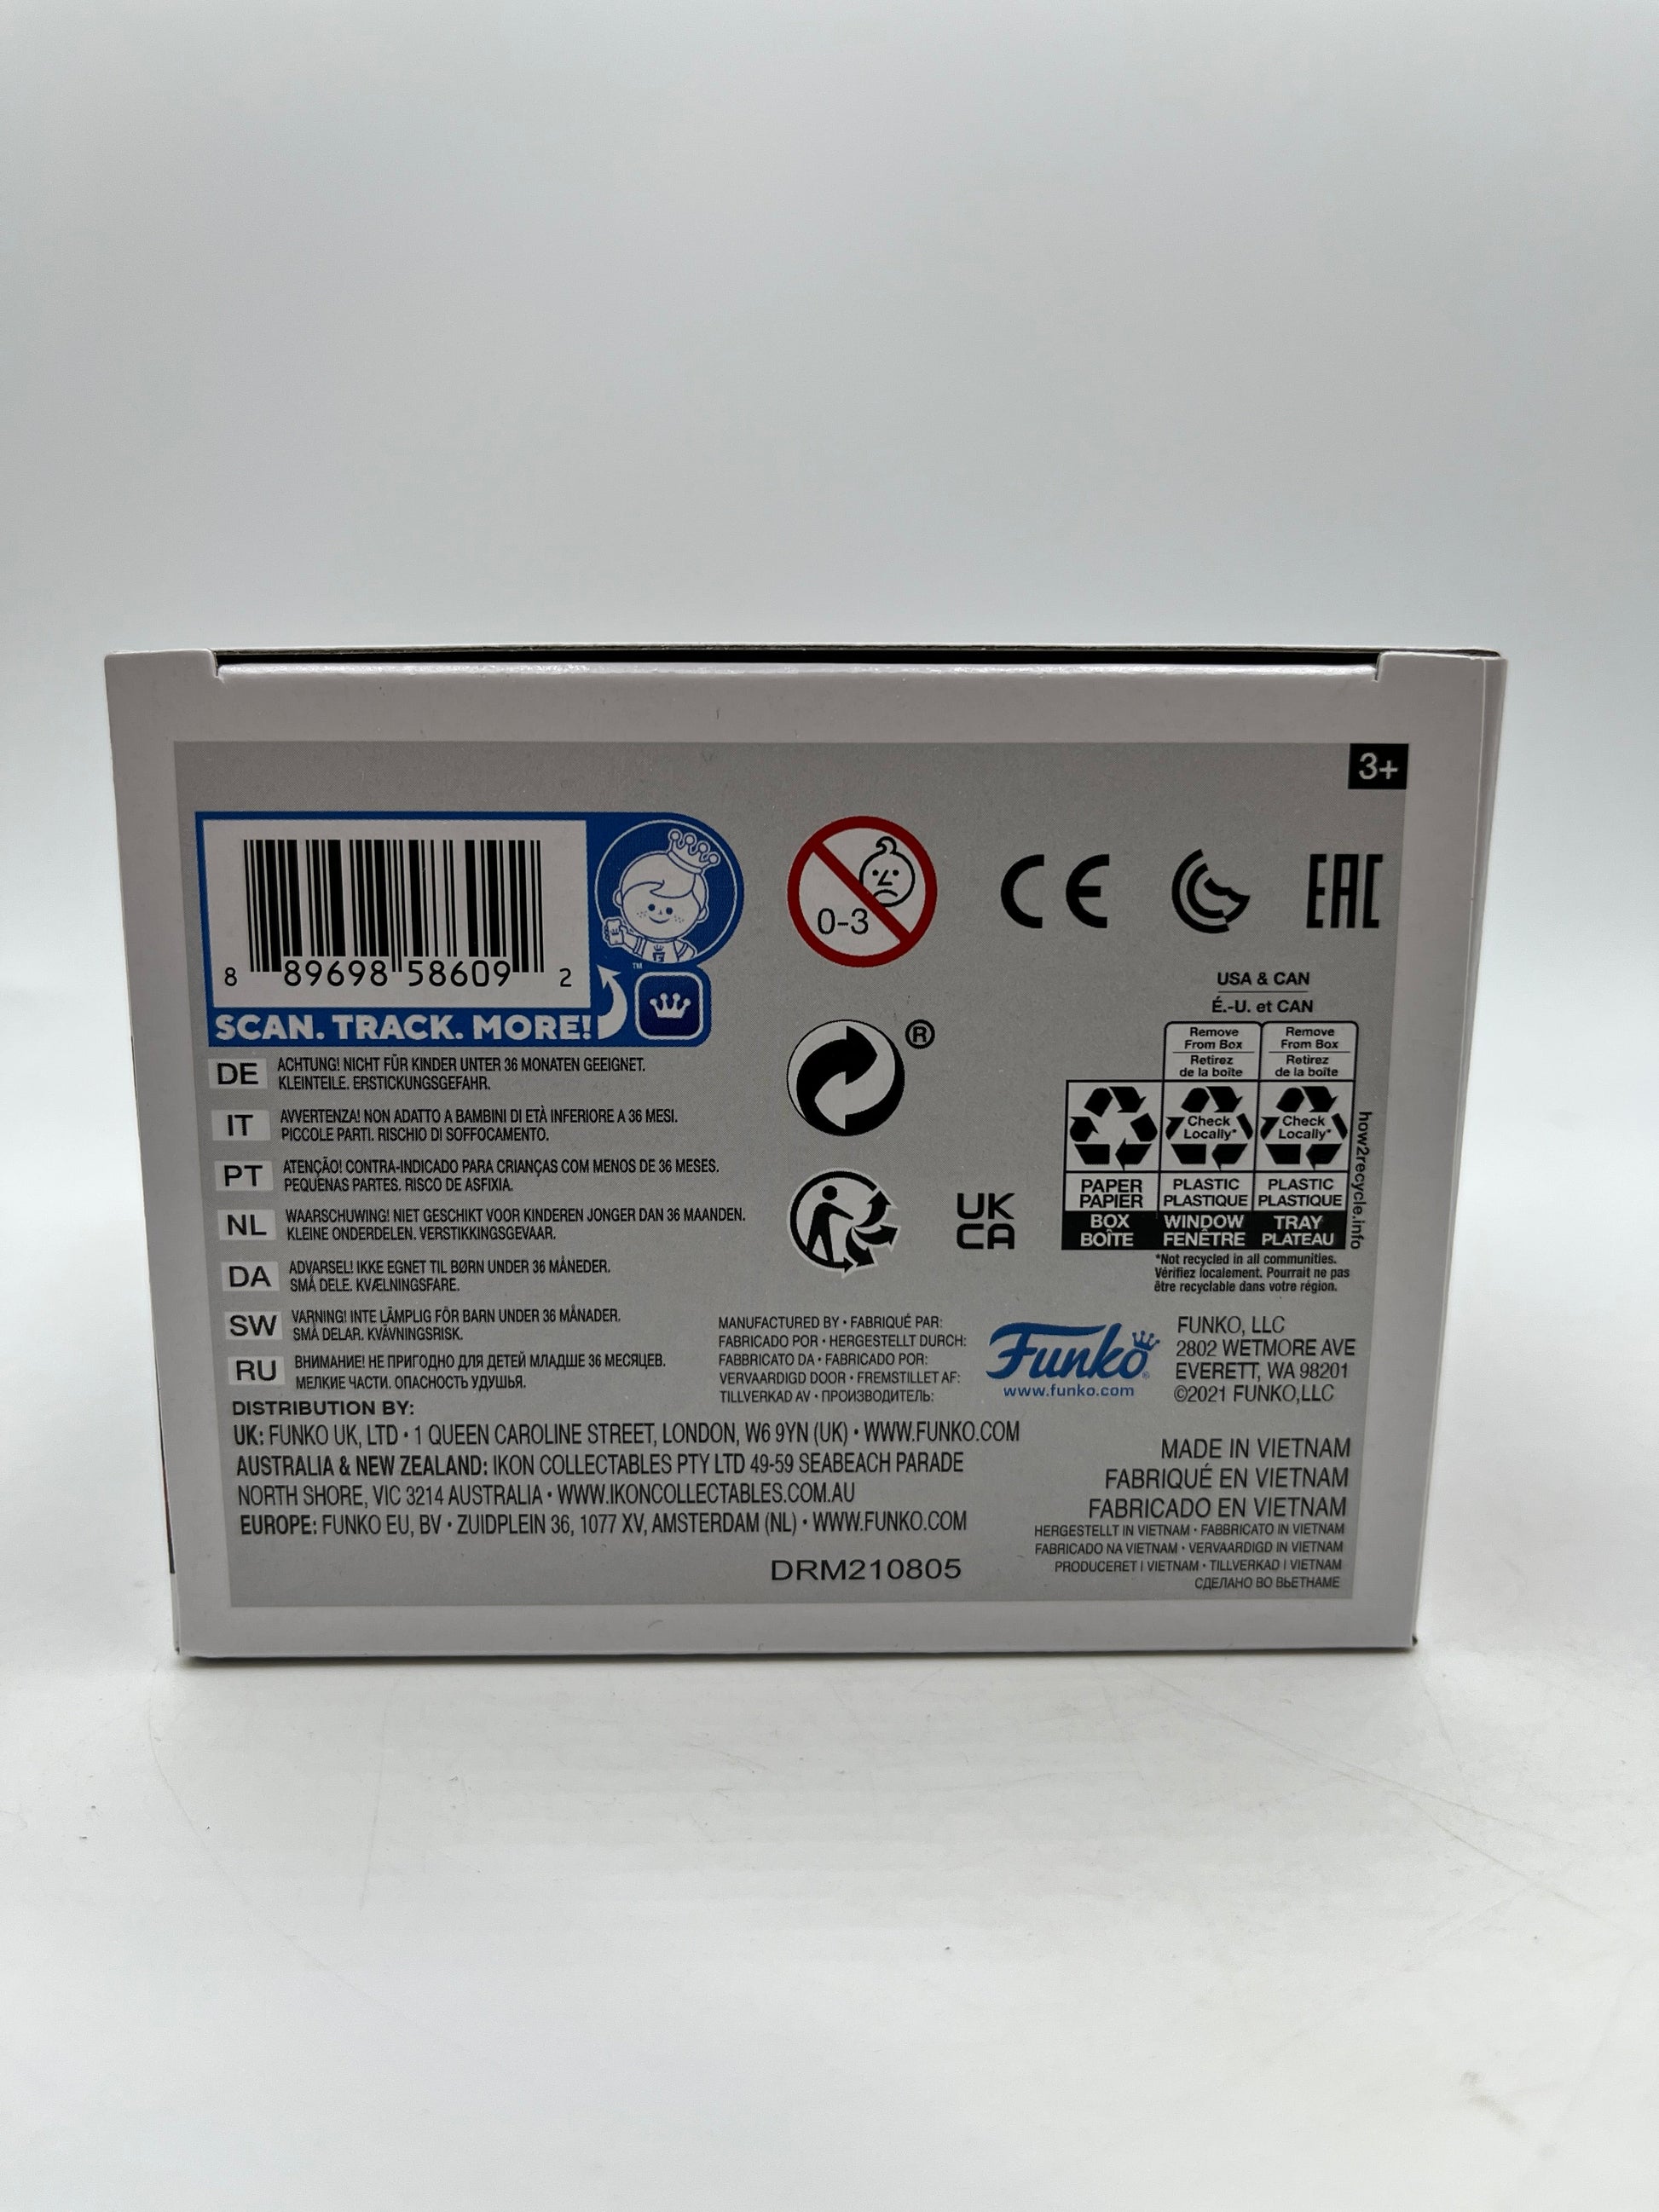 3+
8 89698 58609 2
™
SCAN. TRACK. MORE!
0-3
CE
EAC
®
UK
CA
USA & CAN
É.-U. et CAN
Remove From Box
Retirez de la boîte
Remove From Box
Retirez de la boîte
Check Locally*
Check Locally*
PAPER
PAPIER
PLASTIC
PLASTIQUE
PLASTIC
PLASTIQUE
BOX
BOÎTE
WINDOW
FENÊTRE
TRAY
PLATEAU
how2recycle.info
*Not recycled in all communities.
Vérifiez localement. Pourrait ne pas
être recyclable dans votre région.
DE ACHTUNG! NICHT FÜR KINDER UNTER 36 MONATEN GEEIGNET.
KLEINTEILE. ERSTICKUNGSGEFAHR.
IT AVVERTENZA! NON ADATTO A BAMBINI DI ETÀ INFERIORE A 36 MESI.
PICCOLE PARTI. RISCHIO DI SOFFOCAMENTO.
PT ATENÇÃO! CONTRA-INDICADO PARA CRIANÇAS COM MENOS DE 36 MESES.
PEQUENAS PARTES. RISCO DE ASFIXIA.
NL WAARSCHUWING! NIET GESCHIKT VOOR KINDEREN JONGER DAN 36 MAANDEN.
KLEINE ONDERDELEN. VERSTIKKINGSGEVAAR.
DA ADVARSEL! IKKE EGNET TIL BØRN UNDER 36 MÅNEDER.
SMÅ DELE. KVÆLNINGSFARE.
SW VARNING! INTE LÄMPLIG FÖR BARN UNDER 36 MÅNADER.
SMÅ DELAR. KVÄVNINGSRISK.
RU ВНИМАНИЕ! НЕ ПРИГОДНО ДЛЯ ДЕТЕЙ МЛАДШЕ 36 МЕСЯЦЕВ.
МЕЛКИЕ ЧАСТИ. ОПАСНОСТЬ УДУШЬЯ.
MANUFACTURED BY • FABRIQUÉ PAR:
FABRICADO POR • HERGESTELLT DURCH:
FABBRICATO DA • FABRICADO POR:
VERVAARDIGD DOOR • FREMSTILLET AF:
TILLVERKAD AV • ПРОИЗВОДИТЕЛЬ:
Funko®
www.funko.com
FUNKO, LLC
2802 WETMORE AVE
EVERETT, WA 98201
©2021 FUNKO,LLC
DISTRIBUTION BY:
UK: FUNKO UK, LTD • 1 QUEEN CAROLINE STREET, LONDON, W6 9YN (UK) • WWW.FUNKO.COM
AUSTRALIA & NEW ZEALAND: IKON COLLECTABLES PTY LTD 49-59 SEABEACH PARADE
NORTH SHORE, VIC 3214 AUSTRALIA • WWW.IKONCOLLECTABLES.COM.AU
EUROPE: FUNKO EU, BV • ZUIDPLEIN 36, 1077 XV, AMSTERDAM (NL) • WWW.FUNKO.COM
DRM210805
MADE IN VIETNAM
FABRIQUÉ EN VIETNAM
FABRICADO EN VIETNAM
HERGESTELLT IN VIETNAM • FABBRICATO IN VIETNAM
FABRICADO NA VIETNAM • VERVAARDIGD IN VIETNAM
PRODUCERET I VIETNAM • TILLVERKAD I VIETNAM
СДЕЛАНО ВО ВЬЕТНАМЕ